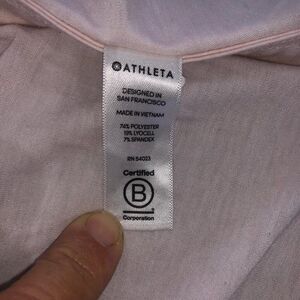 ATHLETA
DESIGNED IN
SAN FRANCISCO
MADE IN VIETNAM
74% POLYESTER
19% LYOCELL
7% SPANDEX
RN 54023
Certified
B
Corporation